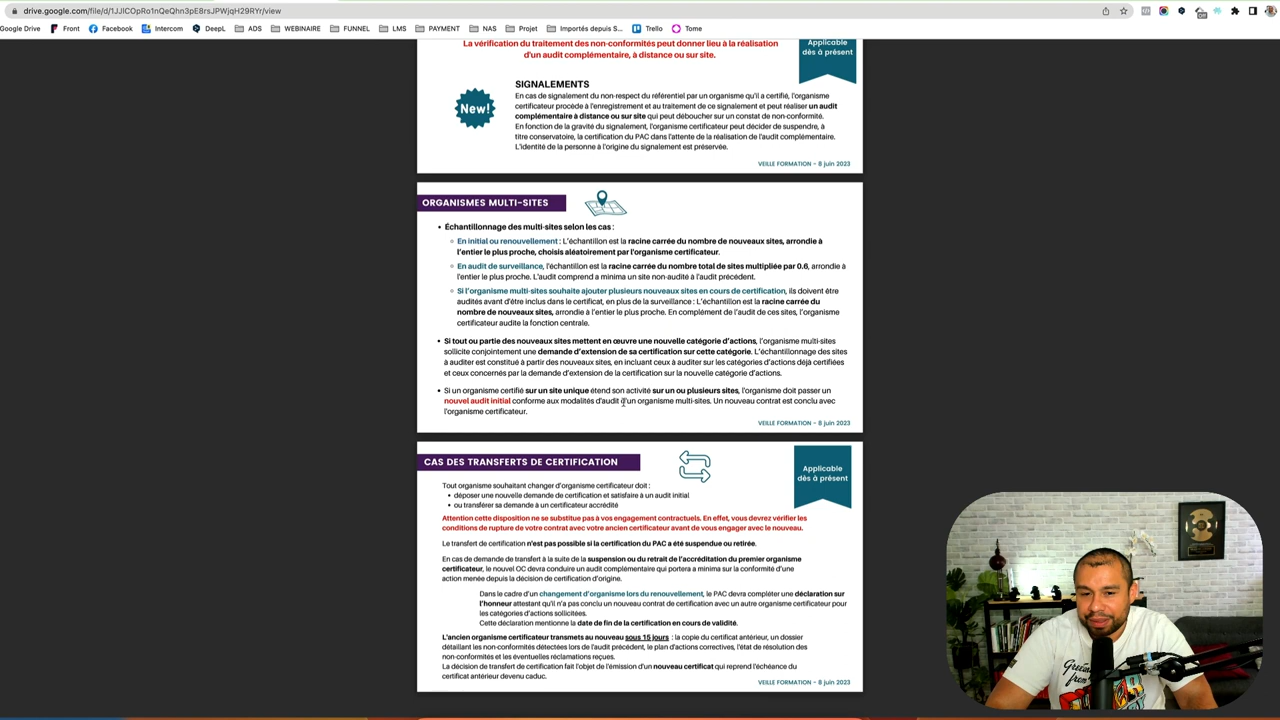 drive.google.com/file/d/1JJlCOpRo1nQeQhn3pE8rsJPWjqH29RYr/view
Google Drive Front Facebook Intercom DeepL ADS WEBINAIRE FUNNEL LMS PAYMENT NAS Projet Importés depuis S... Trello Tome
La vérification du traitement des non-conformités peut donner lieu à la réalisation
d'un audit complémentaire, à distance ou sur site.
Applicable
dès à présent
New!
SIGNALEMENTS
En cas de signalement du non-respect du référentiel par un organisme qu'il a certifié, l'organisme
certificateur procède à l'enregistrement et au traitement de ce signalement et peut réaliser un audit
complémentaire à distance ou sur site qui peut déboucher sur un constat de non-conformité.
En fonction de la gravité du signalement, l'organisme certificateur peut décider de suspendre, à
titre conservatoire, la certification du PAC dans l'attente de la réalisation de l'audit complémentaire.
L'identité de la personne à l'origine du signalement est préservée.
VEILLE FORMATION - 8 juin 2023
ORGANISMES MULTI-SITES
• Échantillonnage des multi-sites selon les cas :
En initial ou renouvellement : L'échantillon est la racine carrée du nombre de nouveaux sites, arrondie à
l'entier le plus proche, choisis aléatoirement par l'organisme certificateur.
En audit de surveillance, l'échantillon est la racine carrée du nombre total de sites multipliée par 0.6, arrondie à
l'entier le plus proche. L'audit comprend a minima un site non-audité à l'audit précédent.
Si l'organisme multi-sites souhaite ajouter plusieurs nouveaux sites en cours de certification, ils doivent être
audités avant d'être inclus dans le certificat, en plus de la surveillance : L'échantillon est la racine carrée du
nombre de nouveaux sites, arrondie à l'entier le plus proche. En complément de l'audit de ces sites, l'organisme
certificateur audite la fonction centrale.
• Si tout ou partie des nouveaux sites mettent en œuvre une nouvelle catégorie d'actions, l'organisme multi-sites
sollicite conjointement une demande d'extension de sa certification sur cette catégorie. L'échantillonnage des sites
à auditer est constitué à partir des nouveaux sites, en incluant ceux à auditer sur les catégories d'actions déjà certifiées
et ceux concernés par la demande d'extension de la certification sur la nouvelle catégorie d'actions.
• Si un organisme certifié sur un site unique étend son activité sur un ou plusieurs sites, l'organisme doit passer un
nouvel audit initial conforme aux modalités d'audit d'un organisme multi-sites. Un nouveau contrat est conclu avec
l'organisme certificateur.
VEILLE FORMATION - 8 juin 2023
CAS DES TRANSFERTS DE CERTIFICATION
Applicable
dès à présent
Tout organisme souhaitant changer d'organisme certificateur doit :
• déposer une nouvelle demande de certification et satisfaire à un audit initial
• ou transférer sa demande à un certificateur accrédité
Attention cette disposition ne se substitue pas à vos engagement contractuels. En effet, vous devrez vérifier les
conditions de rupture de votre contrat avec votre ancien certificateur avant de vous engager avec le nouveau.
Le transfert de certification n'est pas possible si la certification du PAC a été suspendue ou retirée.
En cas de demande de transfert à la suite de la suspension ou du retrait de l'accréditation du premier organisme
certificateur, le nouvel OC devra conduire un audit complémentaire qui portera a minima sur la conformité d'une
action menée depuis la décision de certification d'origine.
Dans le cadre d'un changement d'organisme lors du renouvellement, le PAC devra compléter une déclaration sur
l'honneur attestant qu'il n'a pas conclu un nouveau contrat de certification avec un autre organisme certificateur pour
les catégories d'actions sollicitées.
Cette déclaration mentionne la date de fin de la certification en cours de validité.
L'ancien organisme certificateur transmets au nouveau sous 15 jours : la copie du certificat antérieur, un dossier
détaillant les non-conformités détectées lors de l'audit précédent, le plan d'actions correctives, l'état de résolution des
non-conformités et les éventuelles réclamations reçues.
La décision de transfert de certification fait l'objet de l'émission d'un nouveau certificat qui reprend l'échéance du
certificat antérieur devenu caduc.
VEILLE FORMATION - 8 juin 2023